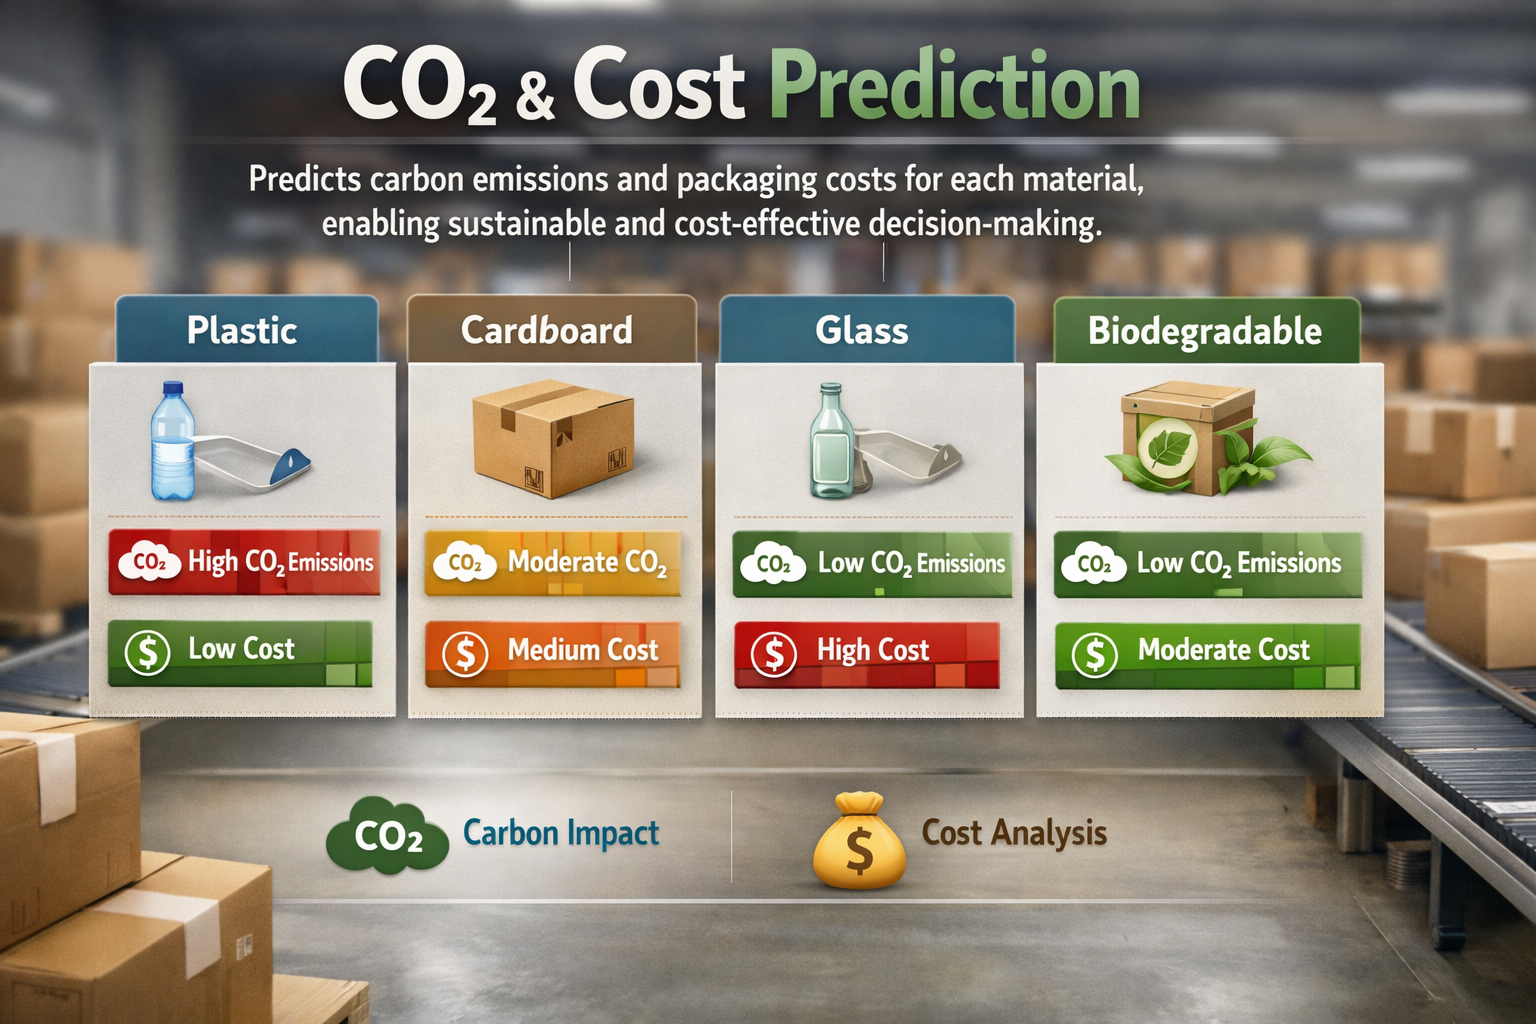 CO₂ & Cost Prediction
Predicts carbon emissions and packaging costs for each material,
enabling sustainable and cost-effective decision-making.
Plastic
CO₂ High CO₂ Emissions
$ Low Cost
Cardboard
CO₂ Moderate CO₂
$ Medium Cost
Glass
CO₂ Low CO₂ Emissions
$ High Cost
Biodegradable
CO₂ Low CO₂ Emissions
$ Moderate Cost
CO₂ Carbon Impact
$ Cost Analysis